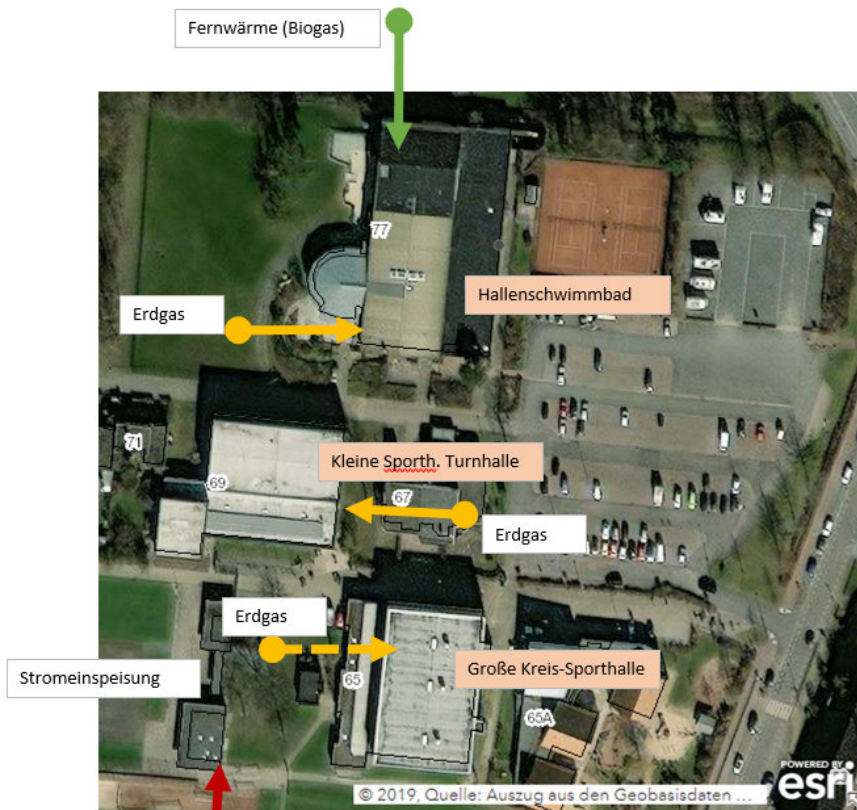 Fernwärme (Biogas)
77
Hallenschwimmbad
Erdgas
71
Kleine Sporth. Turnhalle
69
67
Erdgas
Erdgas
Stromeinspeisung
65
Große Kreis-Sporthalle
65A
POWERED BY
esri
© 2019, Quelle: Auszug aus den Geobasisdaten ...